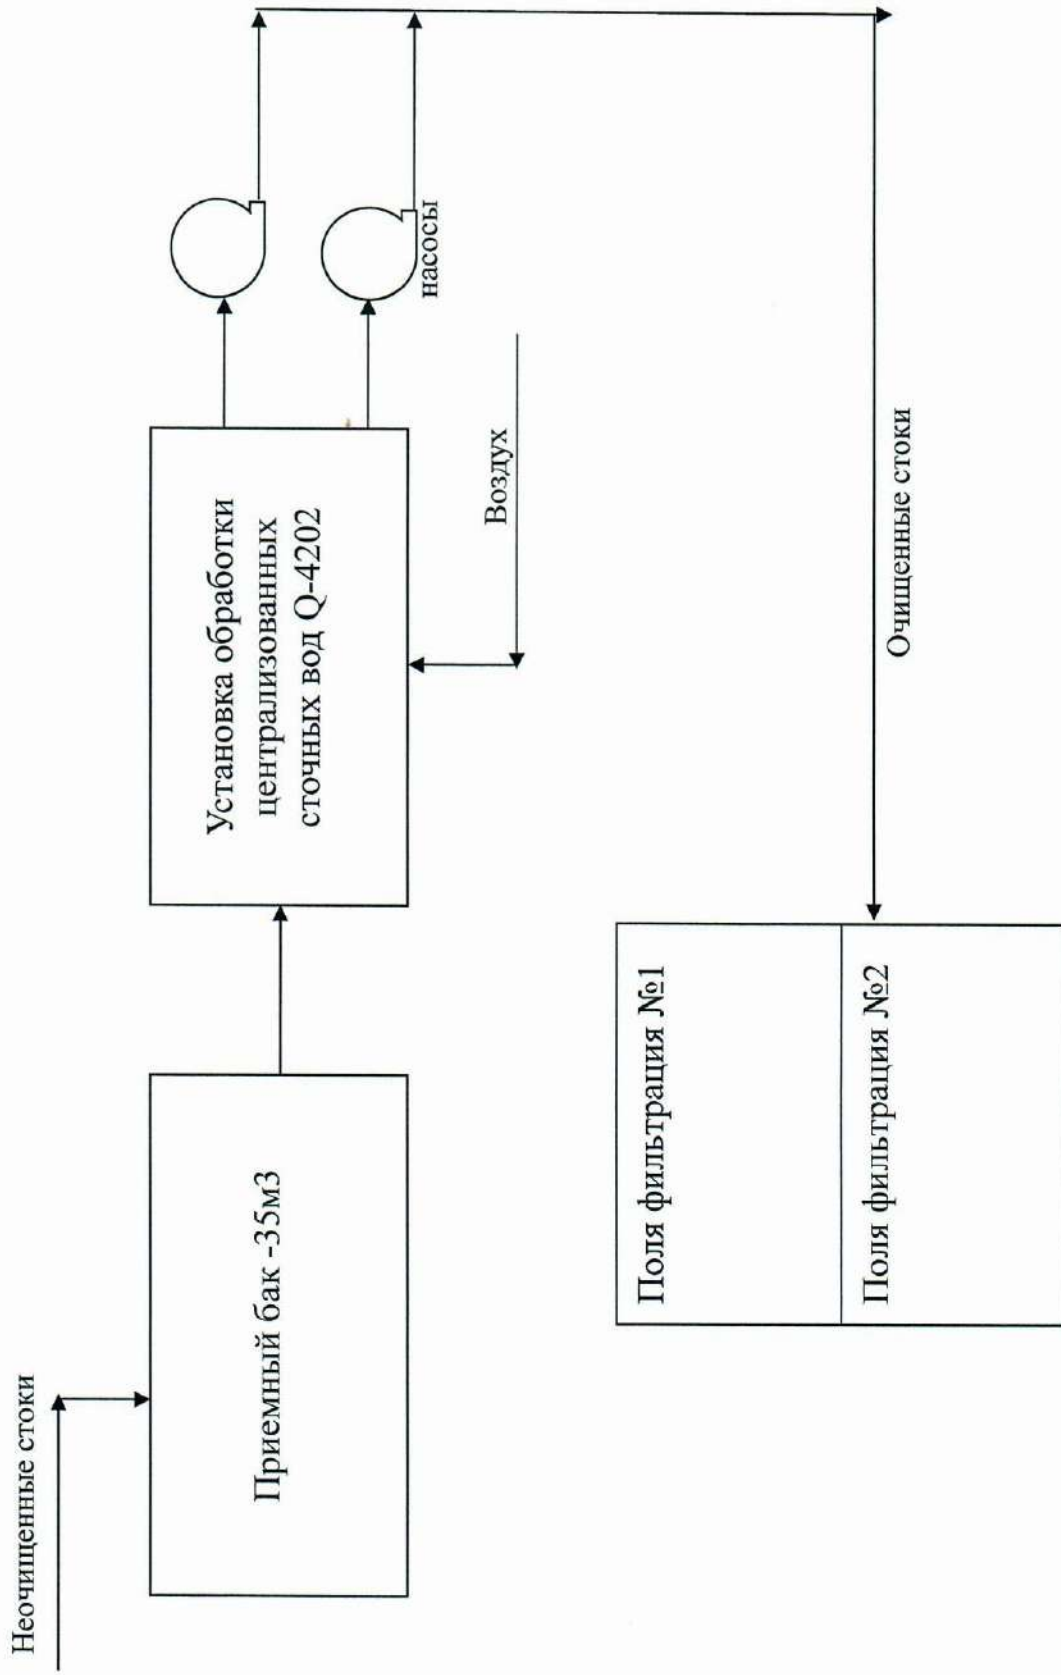 Неочищенные стоки
Приемный бак -35м3
Установка обработки
централизованных
сточных вод Q-4202
насосы
Воздух
Поля фильтрация №1
Поля фильтрация №2
Очищенные стоки